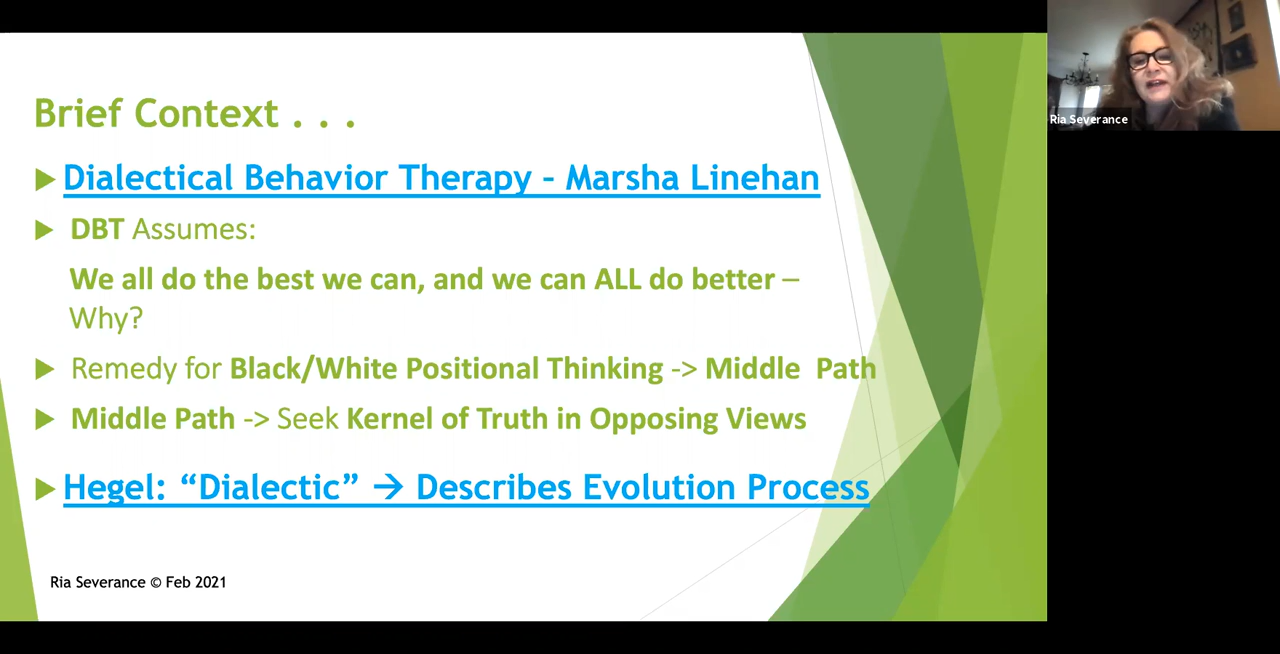 Brief Context . . .
Dialectical Behavior Therapy – Marsha Linehan
DBT Assumes:
We all do the best we can, and we can ALL do better –
Why?
Remedy for Black/White Positional Thinking -> Middle Path
Middle Path -> Seek Kernel of Truth in Opposing Views
Hegel: “Dialectic” → Describes Evolution Process
Ria Severance © Feb 2021
Ria Severance